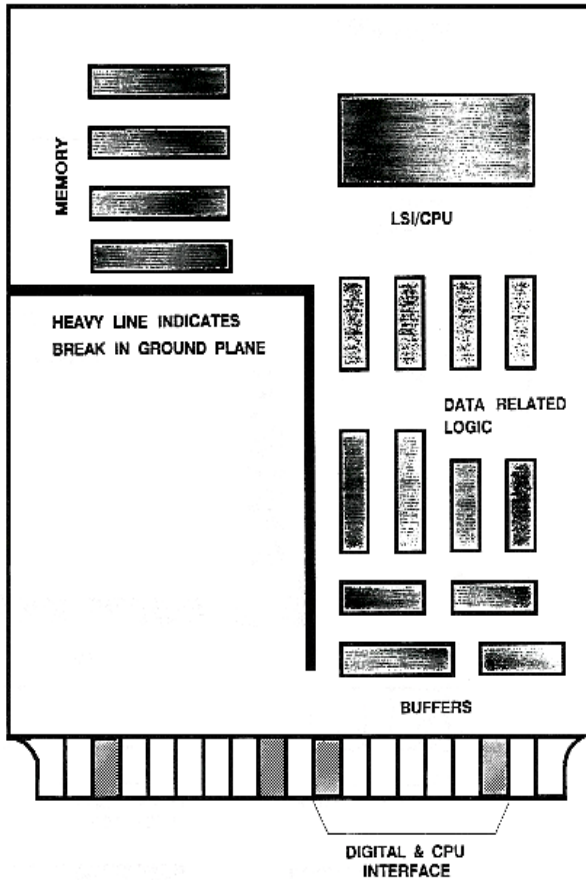 MEMORY
LSI/CPU
HEAVY LINE INDICATES
BREAK IN GROUND PLANE
DATA RELATED
LOGIC
BUFFERS
DIGITAL & CPU
INTERFACE